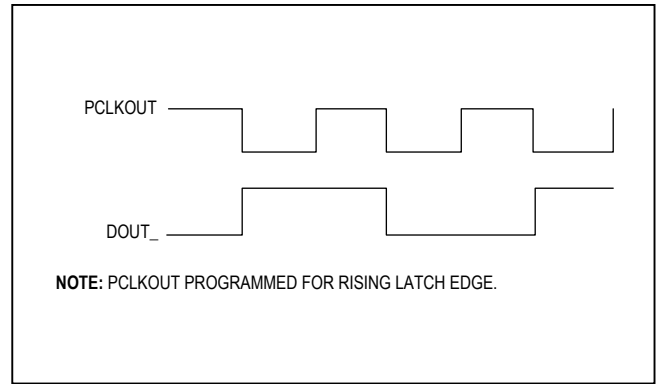 PCLKOUT
DOUT_
NOTE: PCLKOUT PROGRAMMED FOR RISING LATCH EDGE.